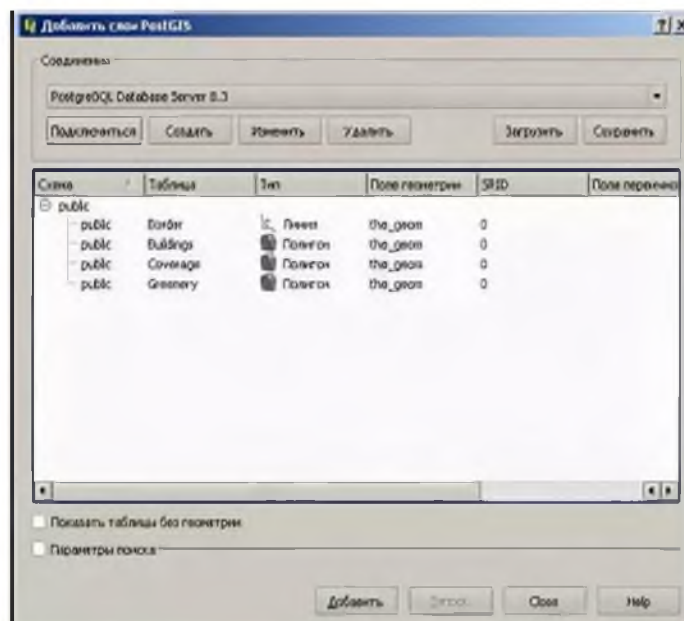 Добавить слои PostGIS
Соединения
PostgreSQL Database Server 8.3
Подключиться Создать Изменить Удалить Загрузить Сохранить
Схема Таблица Тип Поле геометрии SRID Поле первично
public
public Border Линия the_geom 0
public Buildings Полигон the_geom 0
public Coverage Полигон the_geom 0
public Greenery Полигон the_geom 0
Показать таблицы без геометрии
Параметры поиска
Добавить Close Help